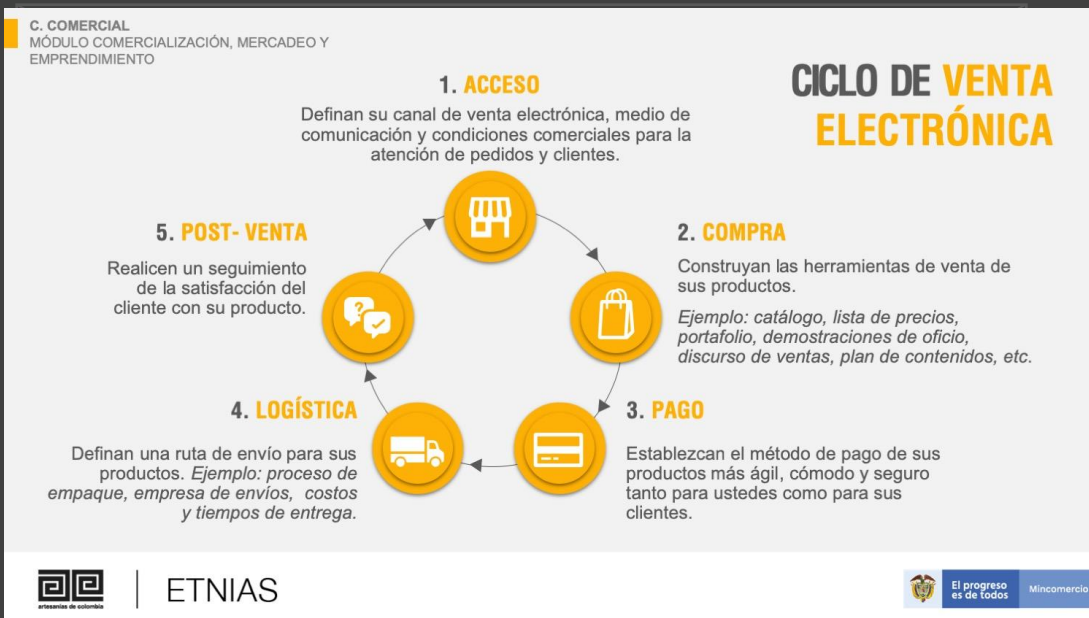 C. COMERCIAL
MÓDULO COMERCIALIZACIÓN, MERCADEO Y
EMPRENDIMIENTO
CICLO DE VENTA
ELECTRÓNICA
1. ACCESO
Definan su canal de venta electrónica, medio de
comunicación y condiciones comerciales para la
atención de pedidos y clientes.
2. COMPRA
Construyan las herramientas de venta de
sus productos.
Ejemplo: catálogo, lista de precios,
portafolio, demostraciones de oficio,
discurso de ventas, plan de contenidos, etc.
3. PAGO
Establezcan el método de pago de sus
productos más ágil, cómodo y seguro
tanto para ustedes como para sus
clientes.
4. LOGÍSTICA
Definan una ruta de envío para sus
productos. Ejemplo: proceso de
empaque, empresa de envíos, costos
y tiempos de entrega.
5. POST- VENTA
Realicen un seguimiento
de la satisfacción del
cliente con su producto.
artesanías de colombia
ETNIAS
El progreso
es de todos
Mincomercio